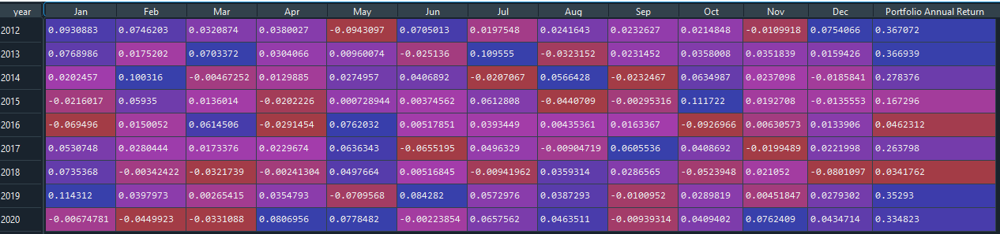 year Jan Feb Mar Apr May Jun Jul Aug Sep Oct Nov Dec Portfolio Annual Return
2012 0.0930883 0.0746203 0.0320874 0.0380027 -0.0943097 0.0705013 0.0197548 0.0241643 0.0232627 0.0214848 -0.0109918 0.0754066 0.367072
2013 0.0768986 0.0175202 0.0703372 0.0304066 0.00960074 -0.025136 0.109555 -0.0323152 0.0231452 0.0358008 0.0351839 0.0159426 0.366939
2014 0.0202457 0.100316 -0.00467252 0.0129885 0.0274957 0.0406892 -0.0207067 0.0566428 -0.0232467 0.0634987 0.0237098 -0.0185841 0.278376
2015 -0.0216017 0.05935 0.0136014 -0.0202226 0.000728944 0.00374562 0.0612808 -0.0440709 -0.00295316 0.111722 0.0192708 -0.0135553 0.167296
2016 -0.069496 0.0150052 0.0614506 -0.0291454 0.0762032 0.00517851 0.0393449 0.00435361 0.0163367 -0.0926966 0.00630573 0.0133906 0.0462312
2017 0.0530748 0.0280444 0.0173376 0.0229674 0.0636343 -0.0655195 0.0496329 -0.00904719 0.0605536 0.0408692 -0.0199489 0.0221998 0.263798
2018 0.0735368 -0.00342422 -0.0321739 -0.00241304 0.0497664 0.00516845 -0.00941962 0.0359314 0.0286565 -0.0523948 0.021052 -0.0801097 0.0341762
2019 0.114312 0.0397973 0.00265415 0.0354793 -0.0709568 0.084282 0.0572976 0.0387293 -0.0100952 0.0289819 0.00451847 0.0279302 0.35293
2020 -0.00674781 -0.0449923 -0.0331088 0.0806956 0.0778482 -0.00223854 0.0657562 0.0463511 -0.00939314 0.0409402 0.0762409 0.0434714 0.334823